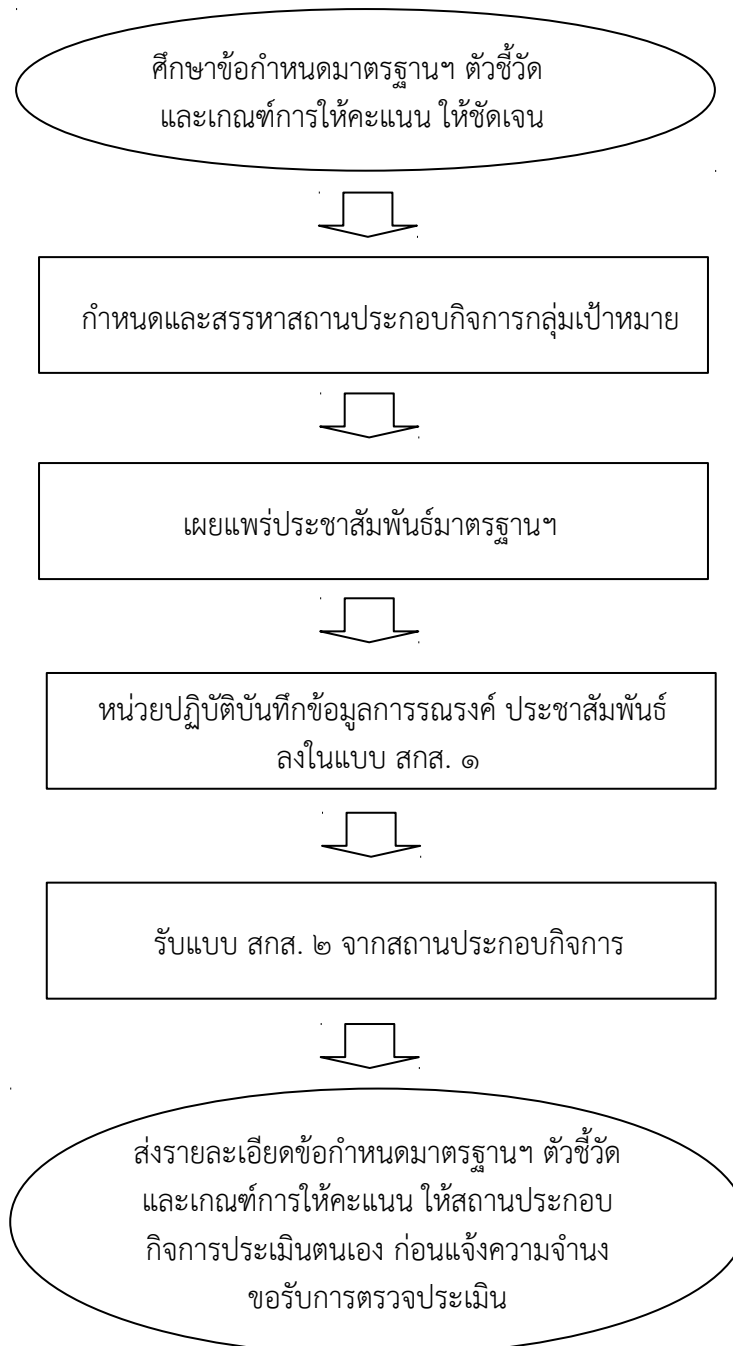 ศึกษาข้อกำหนดมาตรฐานฯ ตัวชี้วัด
และเกณฑ์การให้คะแนน ให้ชัดเจน
กำหนดและสรรหาสถานประกอบกิจการกลุ่มเป้าหมาย
เผยแพร่ประชาสัมพันธ์มาตรฐานฯ
หน่วยปฏิบัติบันทึกข้อมูลการรณรงค์ ประชาสัมพันธ์
ลงในแบบ สกส. ๑
รับแบบ สกส. ๒ จากสถานประกอบกิจการ
ส่งรายละเอียดข้อกำหนดมาตรฐานฯ ตัวชี้วัด
และเกณฑ์การให้คะแนน ให้สถานประกอบ
กิจการประเมินตนเอง ก่อนแจ้งความจำนง
ขอรับการตรวจประเมิน